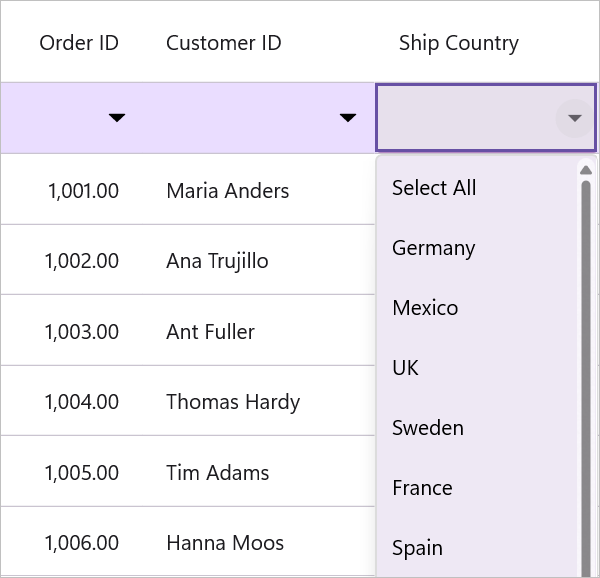 Order ID Customer ID Ship Country
Select All
1,001.00 Maria Anders
Germany
1,002.00 Ana Trujillo
Mexico
1,003.00 Ant Fuller
UK
1,004.00 Thomas Hardy
Sweden
1,005.00 Tim Adams
France
1,006.00 Hanna Moos
Spain